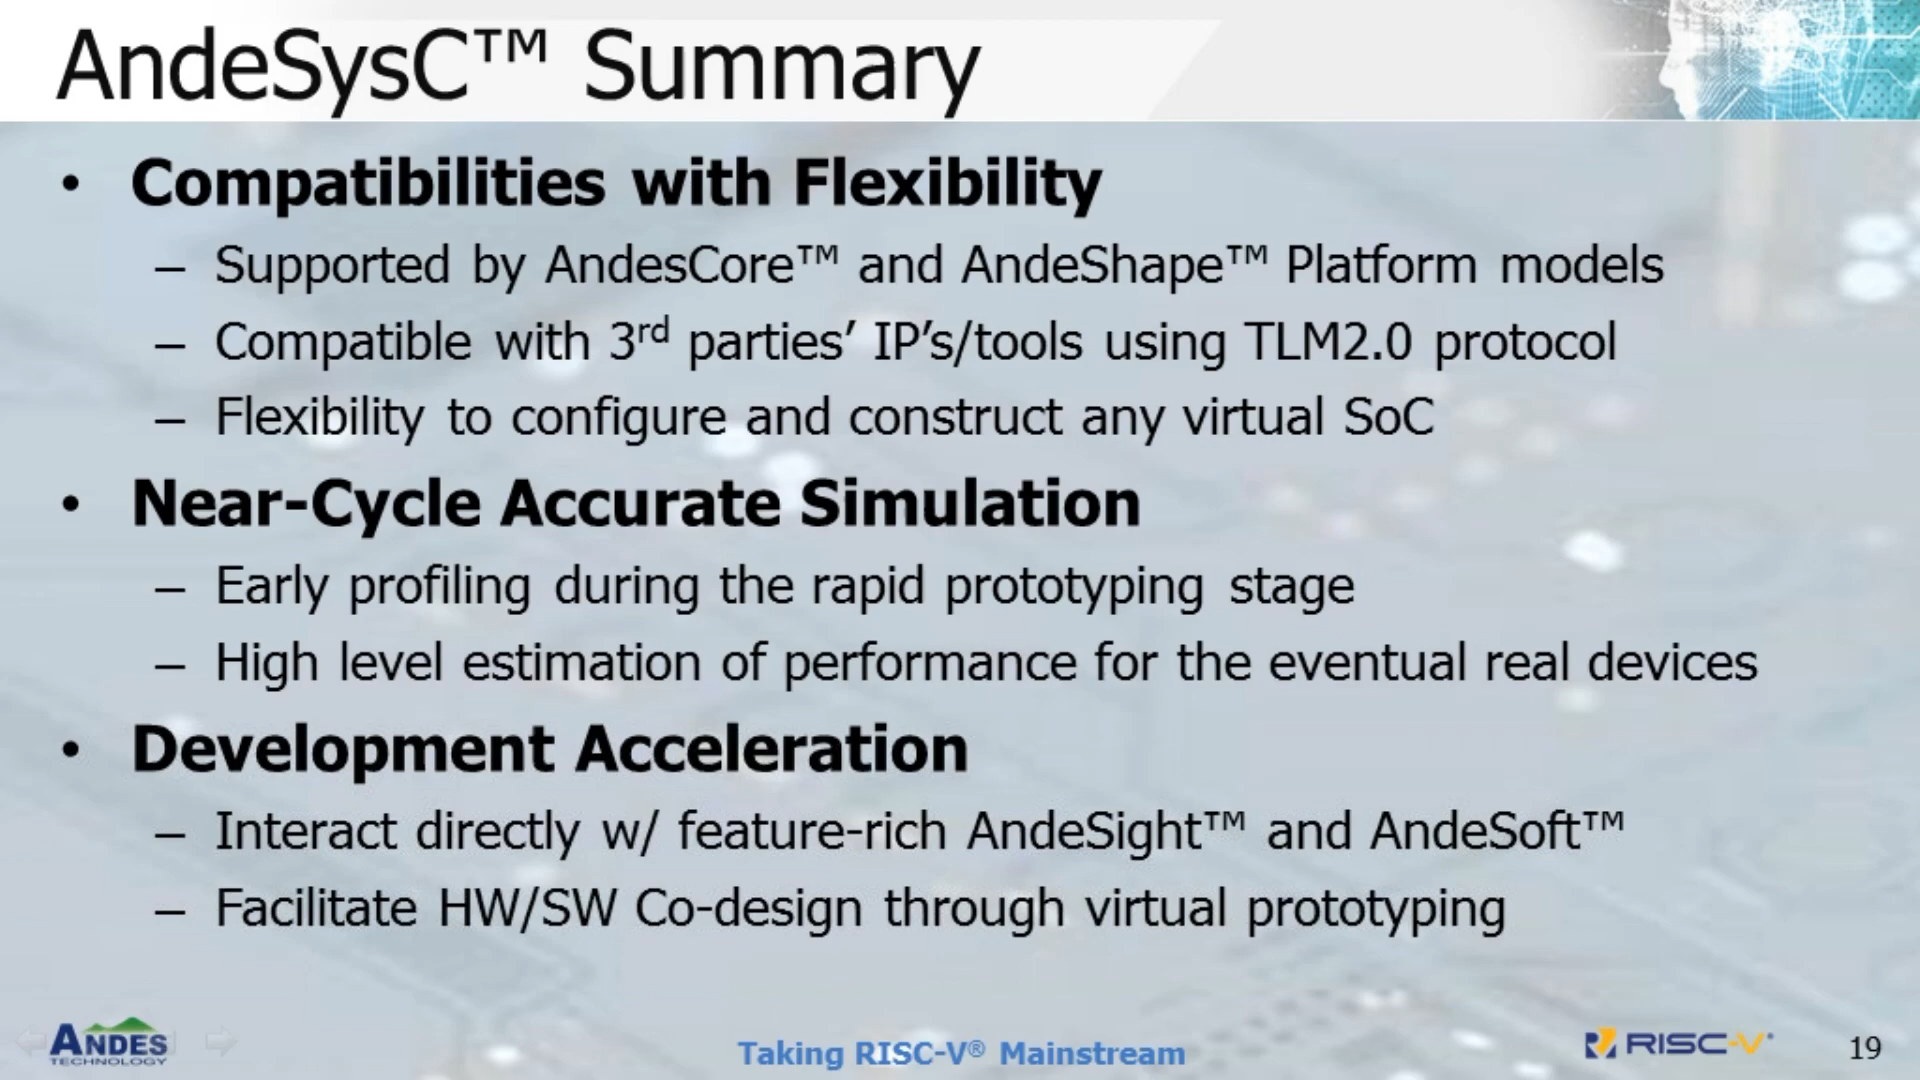 AndeSysC™ Summary
• Compatibilities with Flexibility
– Supported by AndesCore™ and AndeShape™ Platform models
– Compatible with 3rd parties’ IP’s/tools using TLM2.0 protocol
– Flexibility to configure and construct any virtual SoC
• Near-Cycle Accurate Simulation
– Early profiling during the rapid prototyping stage
– High level estimation of performance for the eventual real devices
• Development Acceleration
– Interact directly w/ feature-rich AndeSight™ and AndeSoft™
– Facilitate HW/SW Co-design through virtual prototyping
ANDES
TECHNOLOGY
Taking RISC-V® Mainstream
RISC-V
19